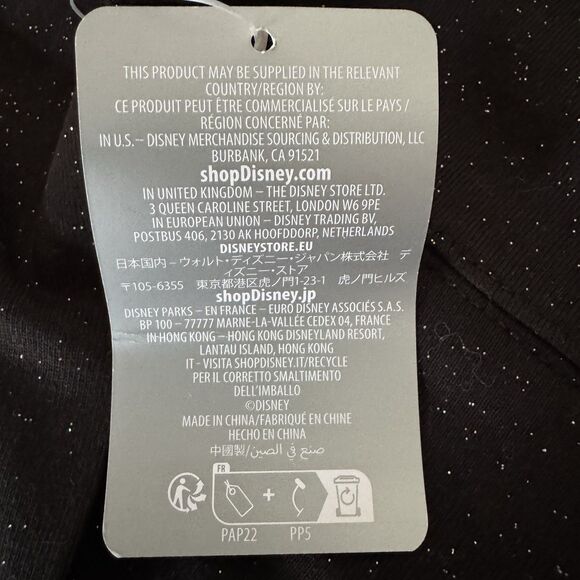 THIS PRODUCT MAY BE SUPPLIED IN THE RELEVANT
COUNTRY/REGION BY:
CE PRODUIT PEUT ÊTRE COMMERCIALISÉ SUR LE PAYS /
RÉGION CONCERNÉ PAR:
IN U.S.-- DISNEY MERCHANDISE SOURCING & DISTRIBUTION, LLC
BURBANK, CA 91521
shopDisney.com
IN UNITED KINGDOM – THE DISNEY STORE LTD.
3 QUEEN CAROLINE STREET, LONDON W6 9PE
IN EUROPEAN UNION – DISNEY TRADING BV,
POSTBUS 406, 2130 AK HOOFDDORP, NETHERLANDS
DISNEYSTORE.EU
日本国内 – ウォルト・ディズニー・ジャパン株式会社 デ
ィズニー・ストア
〒105-6355 東京都港区虎ノ門1-23-1 虎ノ門ヒルズ
shopDisney.jp
DISNEY PARKS – EN FRANCE – EURO DISNEY ASSOCIÉS S.A.S.
BP 100 – 77777 MARNE-LA-VALLÉE CEDEX 04, FRANCE
IN HONG KONG – HONG KONG DISNEYLAND RESORT,
LANTAU ISLAND, HONG KONG
IT - VISITA SHOPDISNEY.IT/RECYCLE
PER IL CORRETTO SMALTIMENTO
DELL'IMBALLO
©DISNEY
MADE IN CHINA/FABRIQUÉ EN CHINE
HECHO EN CHINA
中國製/صنع في الصين
FR
+
PAP22 PP5